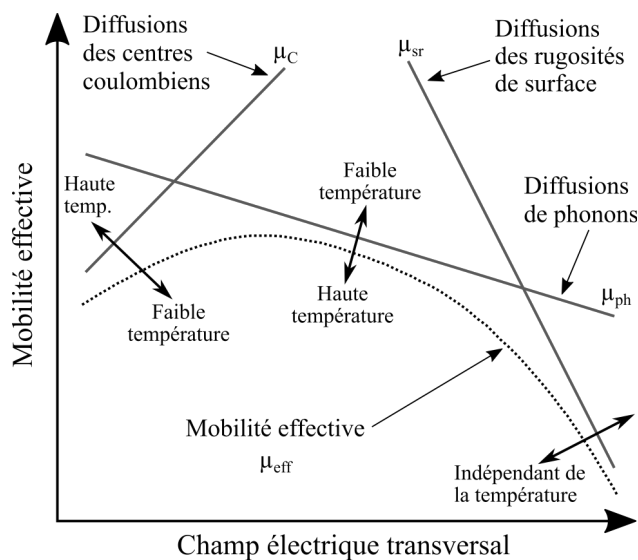 Diffusions
des centres
coulombiens
μC
μsr
Diffusions
des rugosités
de surface
Haute
temp.
Faible
température
Diffusions
de phonons
Faible
température
Haute
température
μph
Mobilité effective
Mobilité effective
μeff
Indépendant de
la température
Champ électrique transversal